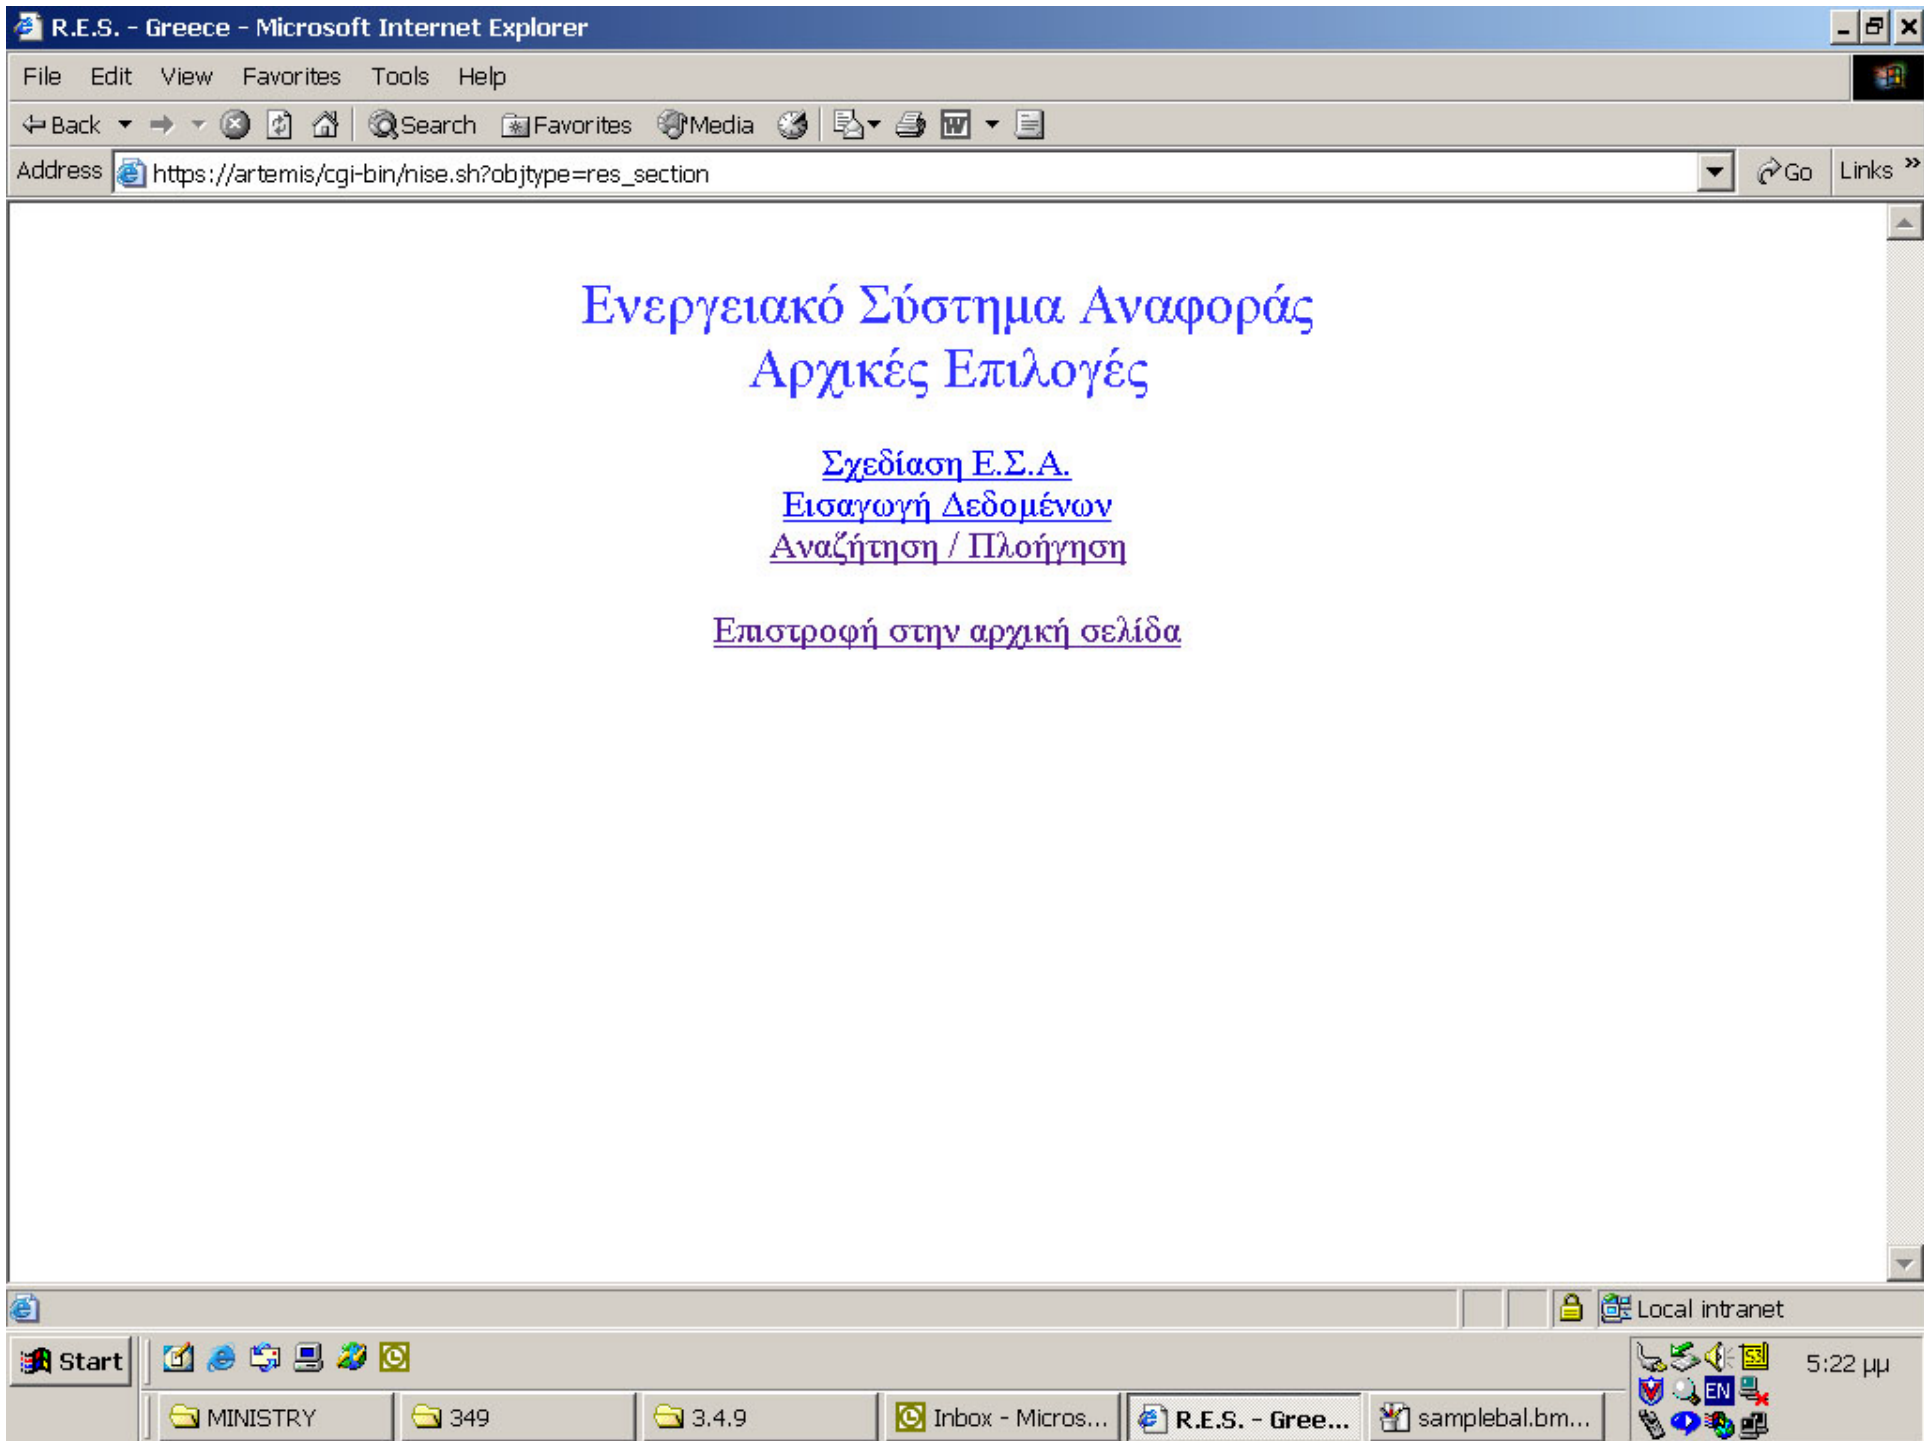 R.E.S. - Greece - Microsoft Internet Explorer
File Edit View Favorites Tools Help
Back Search Favorites Media
Address https://artemis/cgi-bin/nise.sh?objtype=res_section Go Links »
Ενεργειακό Σύστημα Αναφοράς
Αρχικές Επιλογές
Σχεδίαση Ε.Σ.Α.
Εισαγωγή Δεδομένων
Αναζήτηση / Πλοήγηση
Επιστροφή στην αρχική σελίδα
Local intranet
Start 5:22 μμ
EN
MINISTRY 349 3.4.9 Inbox - Micros... R.E.S. - Gree... samplebal.bm...